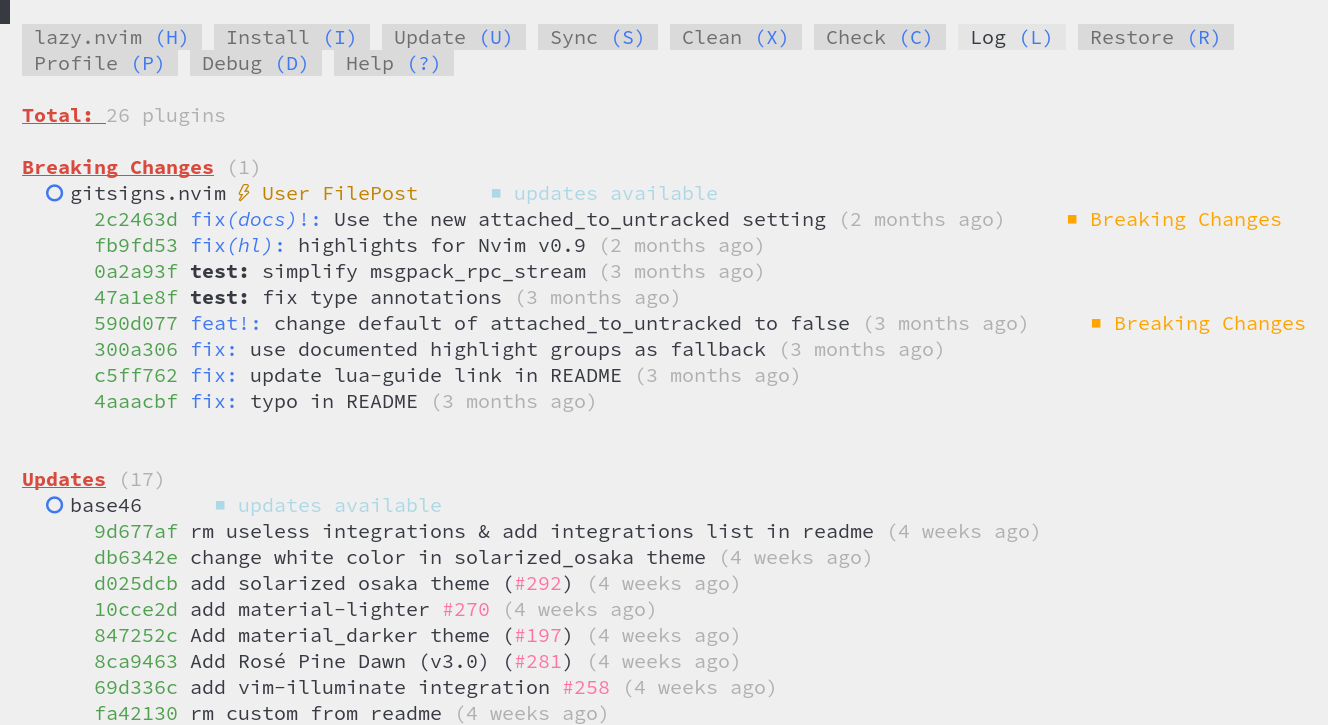 lazy.nvim (H) Install (I) Update (U) Sync (S) Clean (X) Check (C) Log (L) Restore (R)
Profile (P) Debug (D) Help (?)
Total: 26 plugins
Breaking Changes (1)
gitsigns.nvim User FilePost updates available
2c2463d fix(docs)!: Use the new attached_to_untracked setting (2 months ago) Breaking Changes
fb9fd53 fix(hl): highlights for Nvim v0.9 (2 months ago)
0a2a93f test: simplify msgpack_rpc_stream (3 months ago)
47a1e8f test: fix type annotations (3 months ago)
590d077 feat!: change default of attached_to_untracked to false (3 months ago) Breaking Changes
300a306 fix: use documented highlight groups as fallback (3 months ago)
c5ff762 fix: update lua-guide link in README (3 months ago)
4aaacbf fix: typo in README (3 months ago)
Updates (17)
base46 updates available
9d677af rm useless integrations & add integrations list in readme (4 weeks ago)
db6342e change white color in solarized_osaka theme (4 weeks ago)
d025dcb add solarized osaka theme (#292) (4 weeks ago)
10cce2d add material-lighter #270 (4 weeks ago)
847252c Add material_darker theme (#197) (4 weeks ago)
8ca9463 Add Rosé Pine Dawn (v3.0) (#281) (4 weeks ago)
69d336c add vim-illuminate integration #258 (4 weeks ago)
fa42130 rm custom from readme (4 weeks ago)